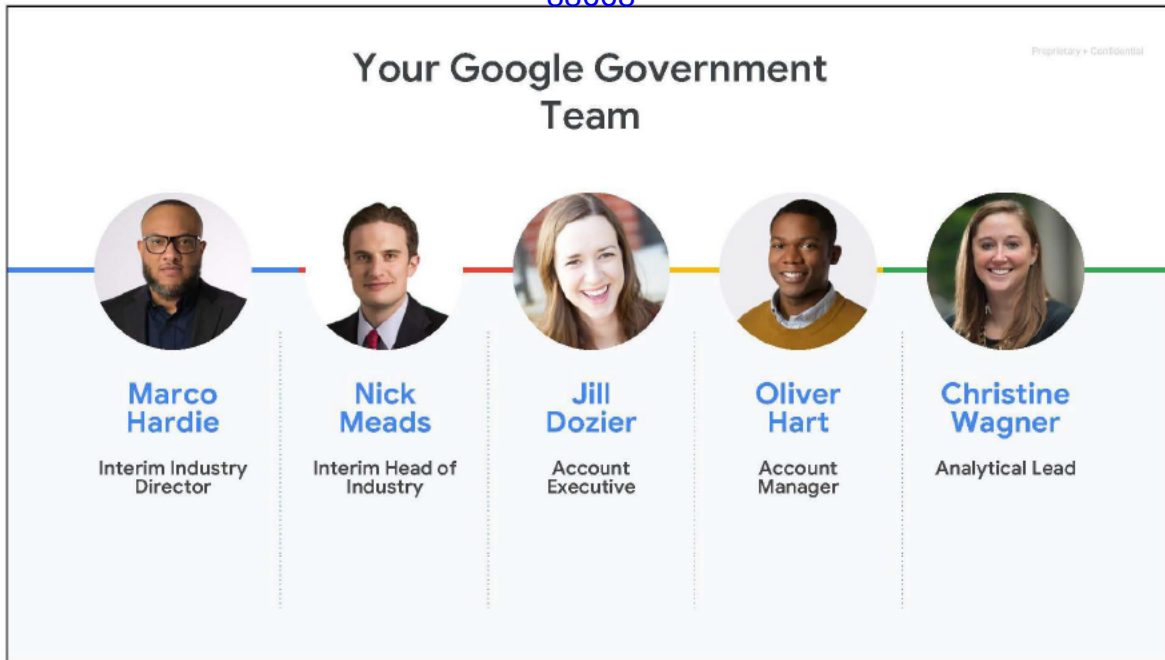 Proprietary + Confidential
Your Google Government
Team
Marco
Hardie
Interim Industry
Director
Nick
Meads
Interim Head of
Industry
Jill
Dozier
Account
Executive
Oliver
Hart
Account
Manager
Christine
Wagner
Analytical Lead